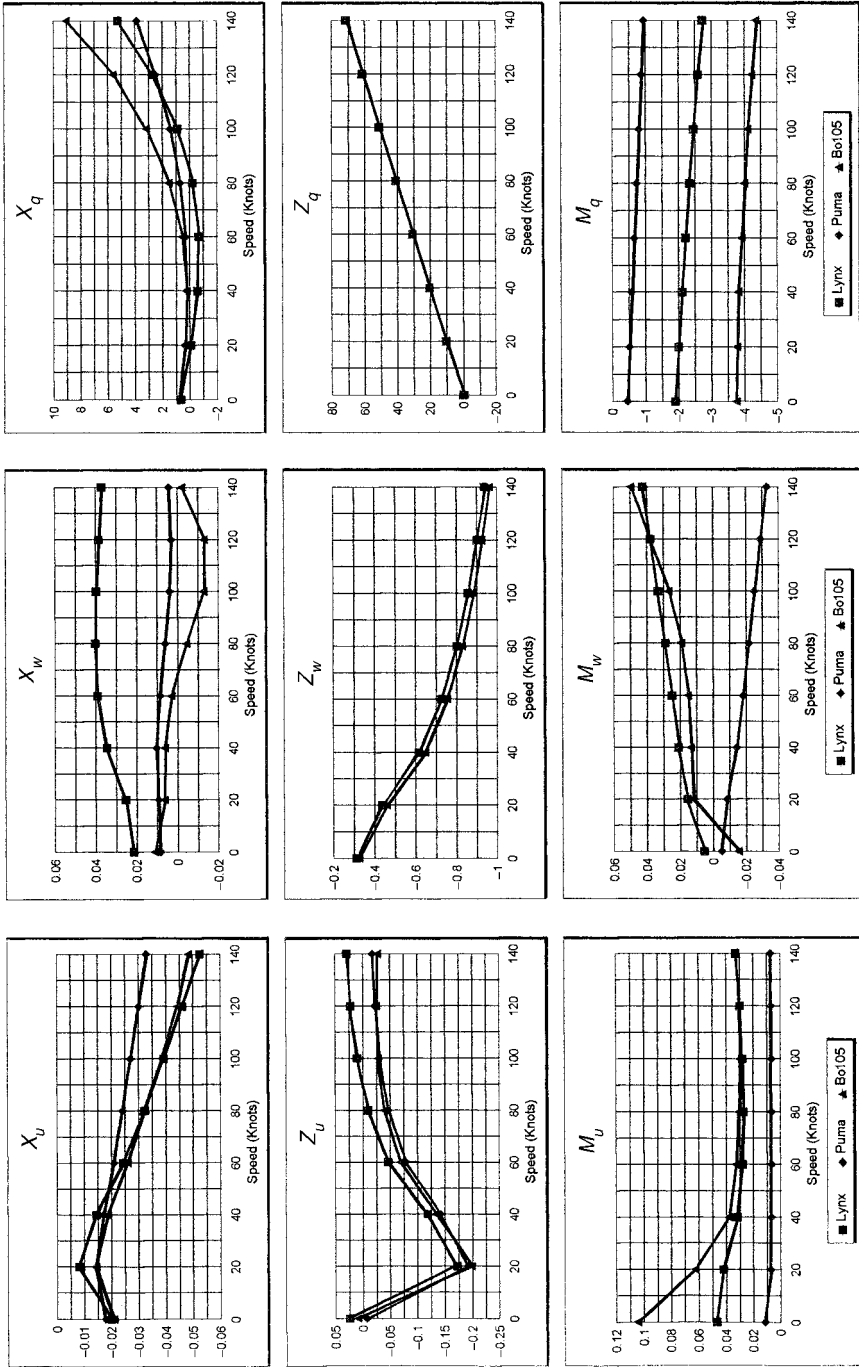 X_u
0
-0.01
-0.02
-0.03
-0.04
-0.05
-0.06
0 20 40 60 80 100 120 140
Speed (Knots)
X_w
0.06
0.04
0.02
0
-0.02
0 20 40 60 80 100 120 140
Speed (Knots)
X_q
10
8
6
4
2
0
-2
0 20 40 60 80 100 120 140
Speed (Knots)
Z_u
0.05
0
-0.05
-0.1
-0.15
-0.2
-0.25
0 20 40 60 80 100 120 140
Speed (Knots)
Z_w
-0.2
-0.4
-0.6
-0.8
-1
0 20 40 60 80 100 120 140
Speed (Knots)
Z_q
80
60
40
20
0
20
0 20 40 60 80 100 120 140
Speed (Knots)
M_u
0.12
0.1
0.08
0.06
0.04
0.02
0
0 20 40 60 80 100 120 140
Speed (Knots)
Lynx Puma Bo105
M_w
0.06
0.04
0.02
0
-0.02
-0.04
0 20 40 60 80 100 120 140
Speed (Knots)
Lynx Puma Bo105
M_q
0
-1
-2
-3
-4
-5
0 20 40 60 80 100 120 140
Speed (Knots)
Lynx Puma Bo105